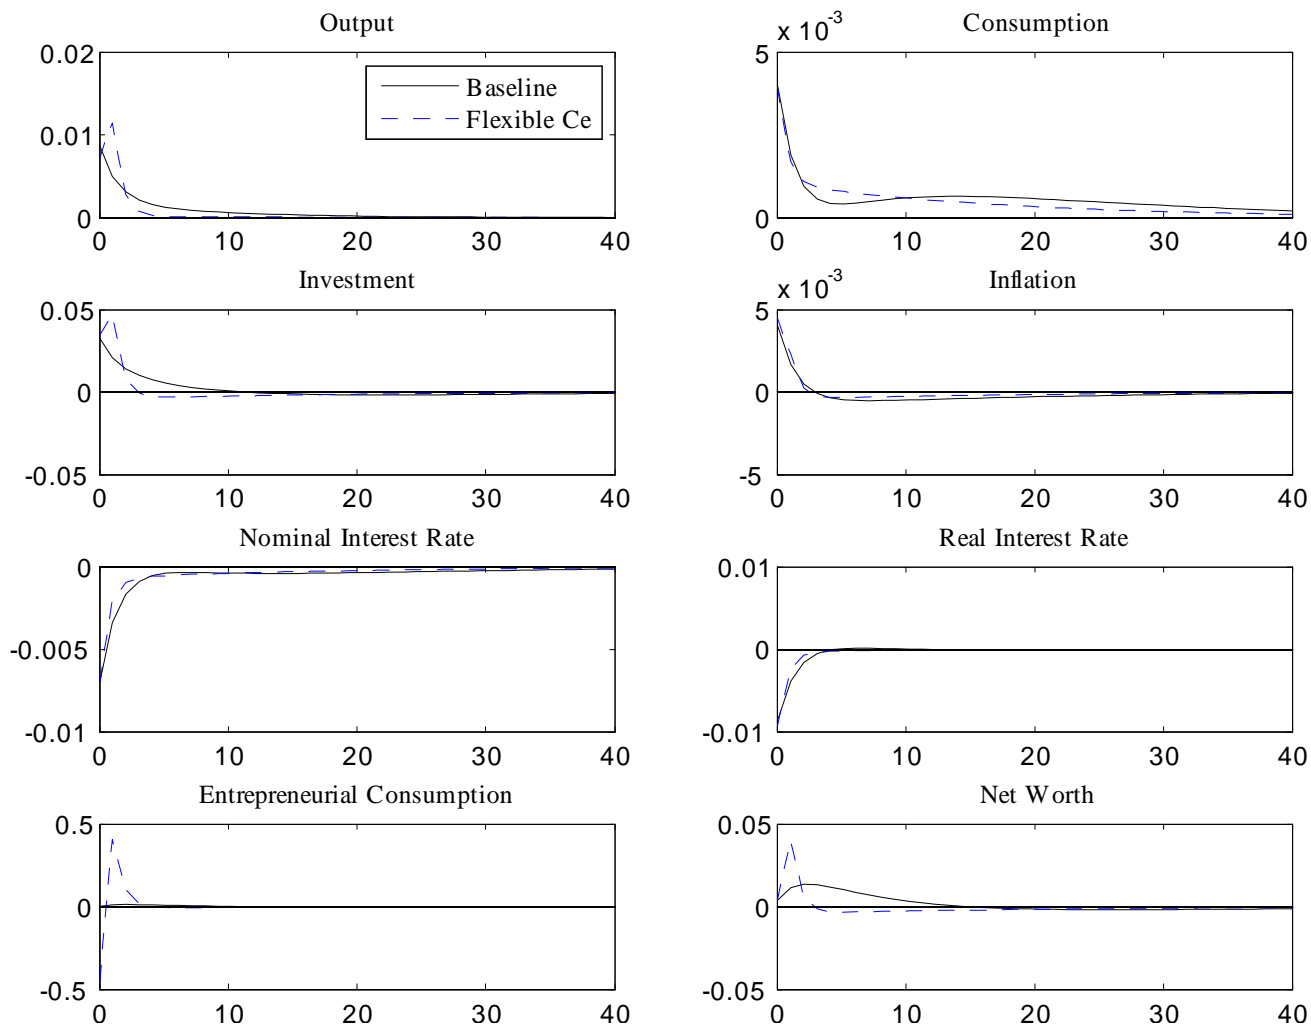 Output
0.02
0.01
0
0 10 20 30 40
Baseline
Flexible Ce
Consumption
x 10-3
5
0
0 10 20 30 40
Investment
0.05
0
-0.05
0 10 20 30 40
Inflation
x 10-3
5
0
-5
0 10 20 30 40
Nominal Interest Rate
0
-0.005
-0.01
0 10 20 30 40
Real Interest Rate
0.01
0
-0.01
0 10 20 30 40
Entrepreneurial Consumption
0.5
0
-0.5
0 10 20 30 40
Net Worth
0.05
0
-0.05
0 10 20 30 40